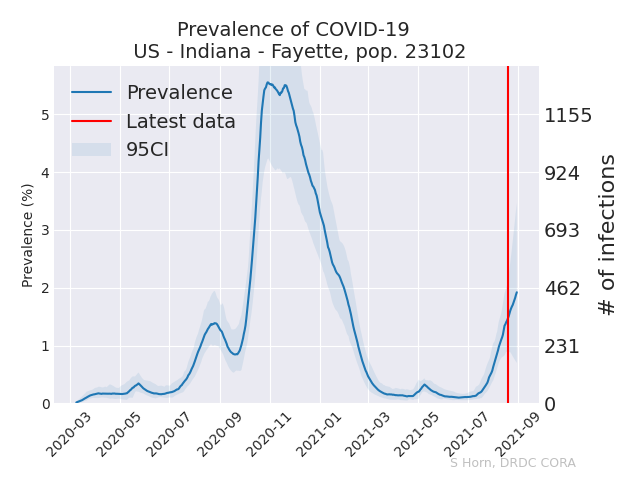 Prevalence of COVID-19
US - Indiana - Fayette, pop. 23102
Prevalence
Latest data
95CI
Prevalence (%)
5
4
3
2
1
0
1155
924
693
462
231
0
# of infections
2020-03
2020-05
2020-07
2020-09
2020-11
2021-01
2021-03
2021-05
2021-07
2021-09
S Horn, DRDC CORA